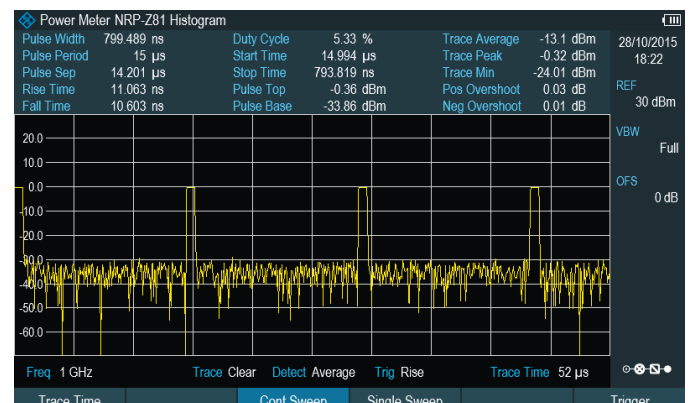 Power Meter NRP-Z81 Histogram
Pulse Width 799.489 ns Duty Cycle 5.33 % Trace Average -13.1 dBm
Pulse Period 15 µs Start Time 14.994 µs Trace Peak -0.32 dBm
Pulse Sep 14.201 µs Stop Time 793.819 ns Trace Min -24.01 dBm
Rise Time 11.063 ns Pulse Top -0.36 dBm Pos Overshoot 0.03 dB
Fall Time 10.603 ns Pulse Base -33.86 dBm Neg Overshoot 0.01 dB
28/10/2015
18:22
REF
30 dBm
VBW
Full
OFS
0 dB
20.0
10.0
0.0
-10.0
-20.0
-30.0
-40.0
-50.0
-60.0
Freq 1 GHz Trace Clear Detect Average Trig Rise Trace Time 52 µs
Trace Time Cont Sweep Single Sweep Trigger